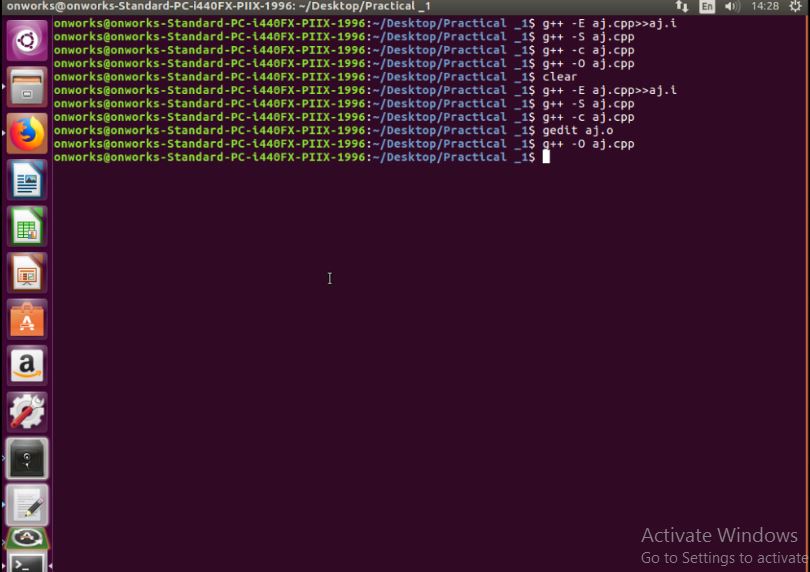 onworks@onworks-Standard-PC-i440FX-PIIX-1996: ~/Desktop/Practical _1
En
14:28
onworks@onworks-Standard-PC-i440FX-PIIX-1996:~/Desktop/Practical _1$ g++ -E aj.cpp>>aj.i
onworks@onworks-Standard-PC-i440FX-PIIX-1996:~/Desktop/Practical _1$ g++ -S aj.cpp
onworks@onworks-Standard-PC-i440FX-PIIX-1996:~/Desktop/Practical _1$ g++ -c aj.cpp
onworks@onworks-Standard-PC-i440FX-PIIX-1996:~/Desktop/Practical _1$ g++ -O aj.cpp
onworks@onworks-Standard-PC-i440FX-PIIX-1996:~/Desktop/Practical _1$ clear
onworks@onworks-Standard-PC-i440FX-PIIX-1996:~/Desktop/Practical _1$ g++ -E aj.cpp>>aj.i
onworks@onworks-Standard-PC-i440FX-PIIX-1996:~/Desktop/Practical _1$ g++ -S aj.cpp
onworks@onworks-Standard-PC-i440FX-PIIX-1996:~/Desktop/Practical _1$ g++ -c aj.cpp
onworks@onworks-Standard-PC-i440FX-PIIX-1996:~/Desktop/Practical _1$ gedit aj.o
onworks@onworks-Standard-PC-i440FX-PIIX-1996:~/Desktop/Practical _1$ g++ -O aj.cpp
onworks@onworks-Standard-PC-i440FX-PIIX-1996:~/Desktop/Practical _1$
Activate Windows
Go to Settings to activate